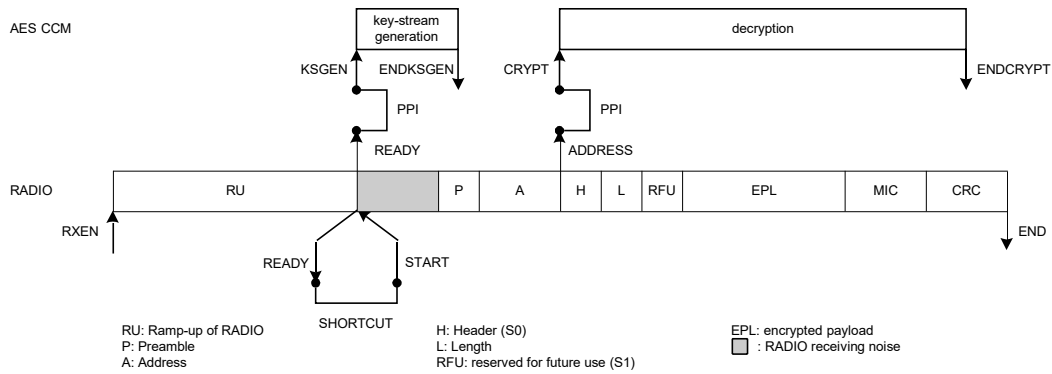 AES CCM
key-stream
generation
decryption
KSGEN
ENDKSGEN
CRYPT
ENDCRYPT
PPI
PPI
READY
ADDRESS
RADIO
RU
P
A
H
L
RFU
EPL
MIC
CRC
RXEN
END
READY
START
SHORTCUT
RU: Ramp-up of RADIO
P: Preamble
A: Address
H: Header (S0)
L: Length
RFU: reserved for future use (S1)
EPL: encrypted payload
: RADIO receiving noise